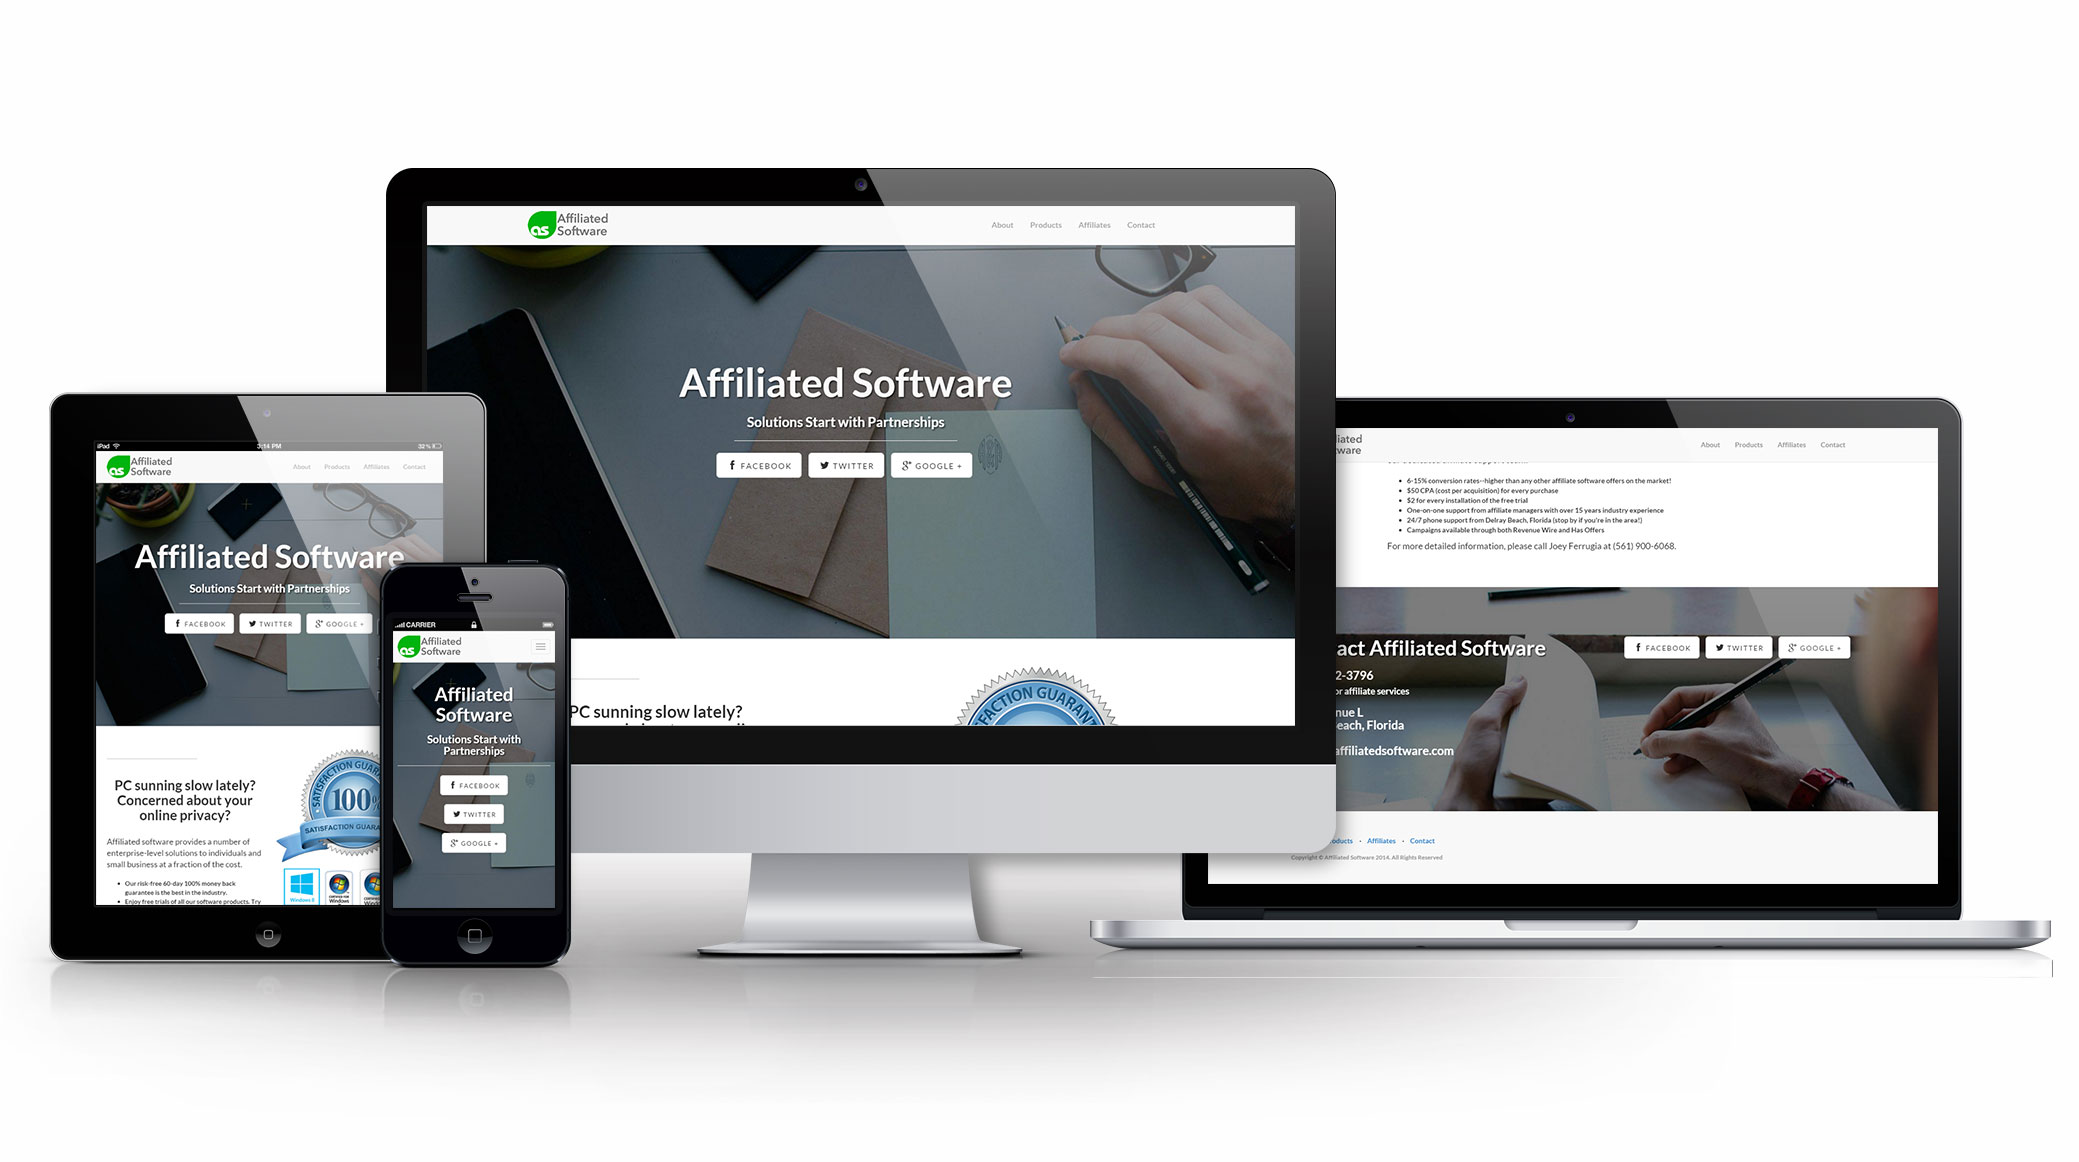 Affiliated
Software
About Products Affiliates Contact
Affiliated Software
Solutions Start with Partnerships
FACEBOOK TWITTER GOOGLE +
PC sunning slow lately?
FACTION GUARAN
iPad 3:14 PM 32%
as Affiliated
Software
About Products Affiliates Contact
Affiliated Software
Solutions Start with Partnerships
FACEBOOK TWITTER GOOGLE +
PC sunning slow lately?
Concerned about your
online privacy?
Affiliated software provides a number of
enterprise-level solutions to individuals and
small business at a fraction of the cost.
• Our risk-free 60-day 100% money back
guarantee is the best in the industry.
• Enjoy free trials of all our software products. Try
SATISFACTION GUARA
100%
SATISFACTION GUARA
Windows 8
Windows
CARRIER
as Affiliated
Software
Affiliated
Software
Solutions Start with
Partnerships
FACEBOOK
TWITTER
GOOGLE +
liated
tware
About Products Affiliates Contact
• 6-15% conversion rates--higher than any other affiliate software offers on the market!
• $50 CPA (cost per acquisition) for every purchase
• $2 for every installation of the free trial
• One-on-one support from affiliate managers with over 15 years industry experience
• 24/7 phone support from Delray Beach, Florida (stop by if you're in the area!)
• Campaigns available through both Revenue Wire and Has Offers
For more detailed information, please call Joey Ferrugia at (561) 900-6068.
act Affiliated Software
FACEBOOK TWITTER GOOGLE +
2-3796
or affiliate services
nue L
each, Florida
affiliatedsoftware.com
oducts • Affiliates • Contact
Copyright © Affiliated Software 2014. All Rights Reserved